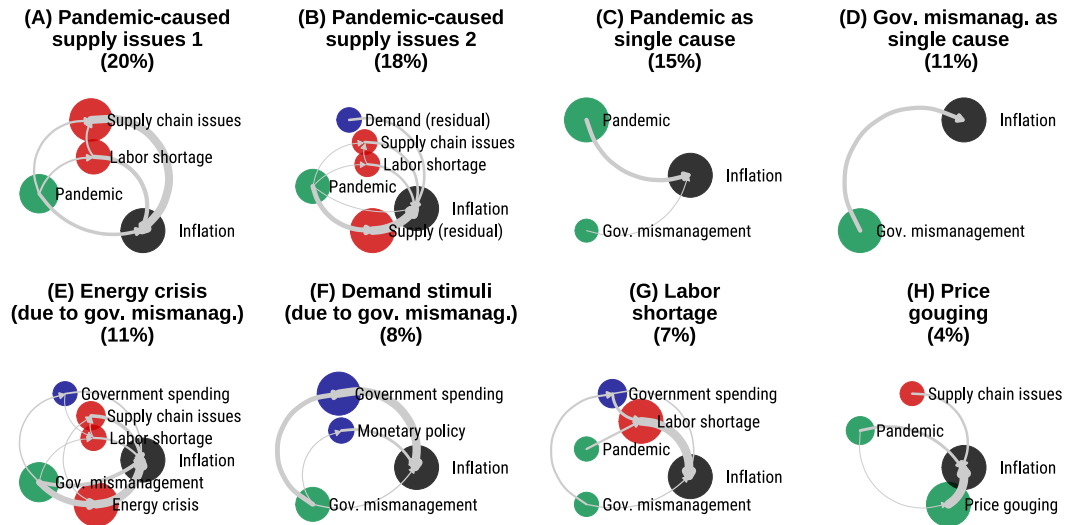 (A) Pandemic-caused
supply issues 1
(20%)
Supply chain issues
Labor shortage
Pandemic
Inflation
(B) Pandemic-caused
supply issues 2
(18%)
Demand (residual)
Supply chain issues
Labor shortage
Pandemic
Inflation
Supply (residual)
(C) Pandemic as
single cause
(15%)
Pandemic
Inflation
Gov. mismanagement
(D) Gov. mismanag. as
single cause
(11%)
Inflation
Gov. mismanagement
(E) Energy crisis
(due to gov. mismanag.)
(11%)
Government spending
Supply chain issues
Labor shortage
Inflation
Gov. mismanagement
Energy crisis
(F) Demand stimuli
(due to gov. mismanag.)
(8%)
Government spending
Monetary policy
Inflation
Gov. mismanagement
(G) Labor
shortage
(7%)
Government spending
Labor shortage
Pandemic
Inflation
Gov. mismanagement
(H) Price
gouging
(4%)
Supply chain issues
Pandemic
Inflation
Price gouging